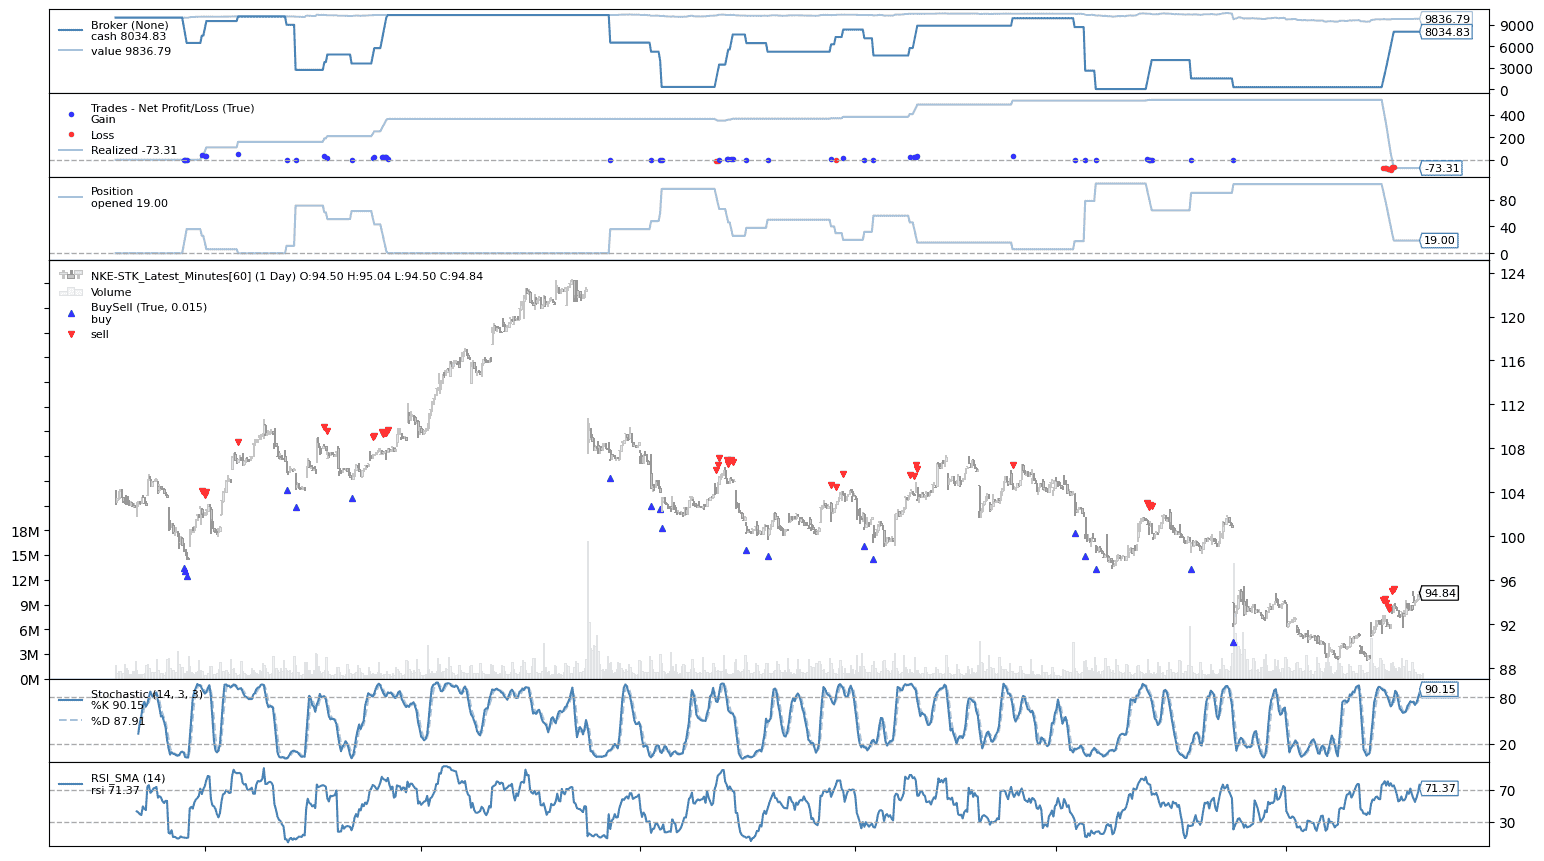 Broker (None)
cash 8034.83
value 9836.79
9836.79
8034.83
9000
6000
3000
0
Trades - Net Profit/Loss (True)
Gain
Loss
Realized -73.31
400
200
0
-73.31
Position
opened 19.00
80
40
0
19.00
NKE-STK_Latest_Minutes[60] (1 Day) O:94.50 H:95.04 L:94.50 C:94.84
Volume
BuySell (True, 0.015)
buy
sell
124
120
116
112
108
104
100
96
92
88
94.84
18M
15M
12M
9M
6M
3M
0M
Stochastic (14, 3, 3)
%K 90.15
%D 87.91
90.15
80
20
RSI_SMA (14)
rsi 71.37
71.37
70
30